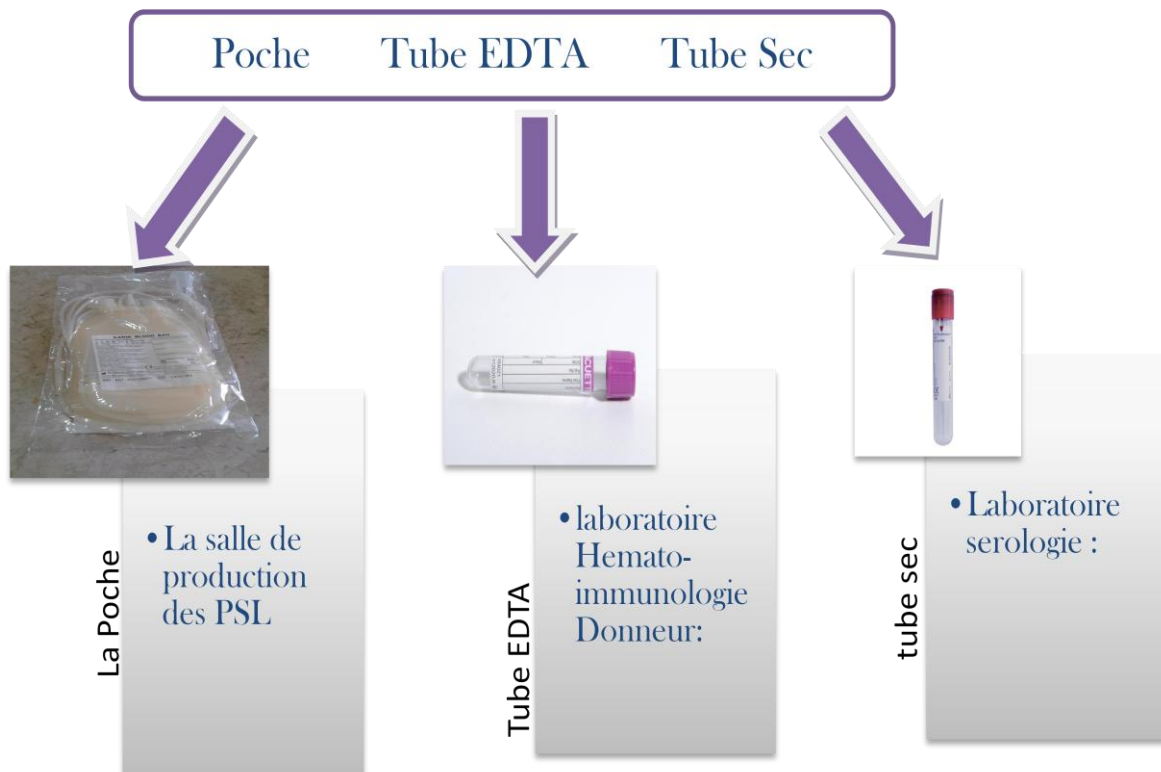 Poche Tube EDTA Tube Sec
La Poche
• La salle de
production
des PSL
Tube EDTA
• laboratoire
Hemato-
immunologie
Donneur:
tube sec
• Laboratoire
serologie :